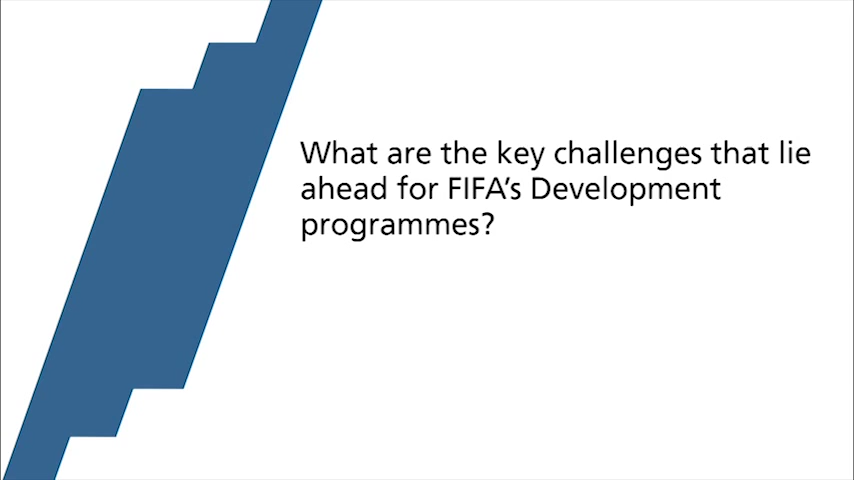 What are the key challenges that lie
ahead for FIFA’s Development
programmes?